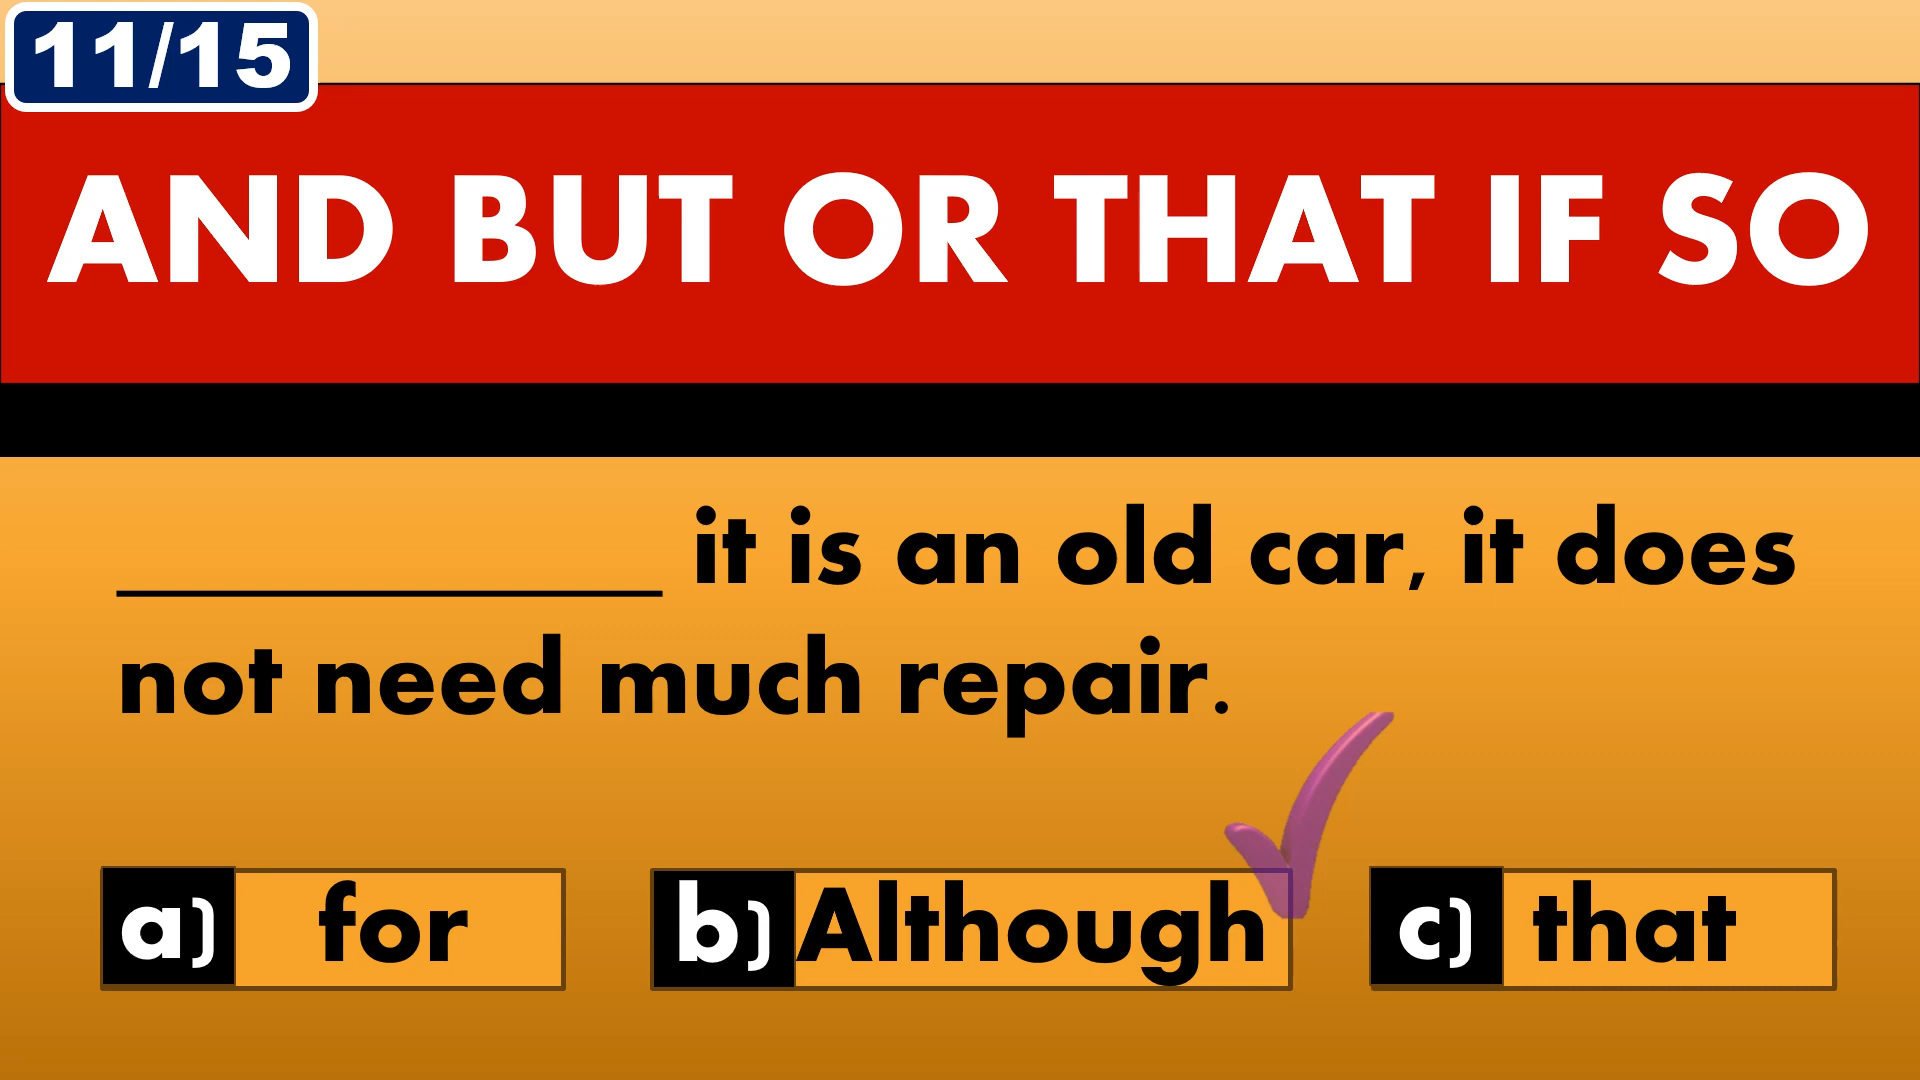 11/15
AND BUT OR THAT IF SO
____________ it is an old car, it does
not need much repair.
a) for b) Although c) that